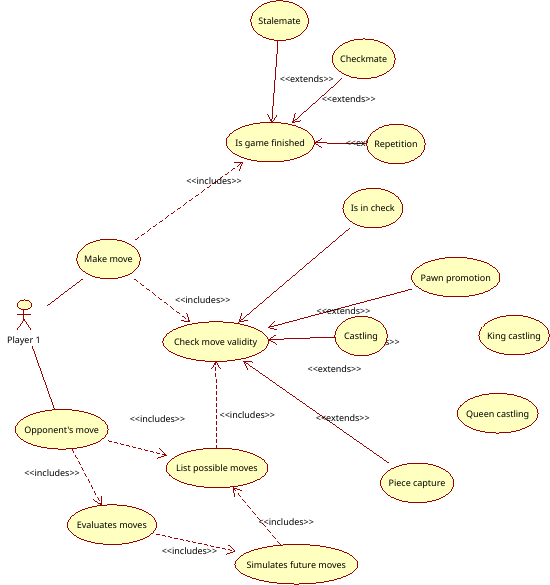 Stalemate
Checkmate
<<extends>>
<<extends>>
Is game finished
<<ex
Repetition
<<includes>>
Is in check
Make move
Pawn promotion
<<includes>>
<<extends>>
Player 1
Check move validity
Castling
s>>
King castling
<<extends>>
Queen castling
<<includes>>
<<includes>>
<<extends>>
Opponent's move
List possible moves
<<includes>>
Piece capture
Evaluates moves
<<includes>>
<<includes>>
Simulates future moves